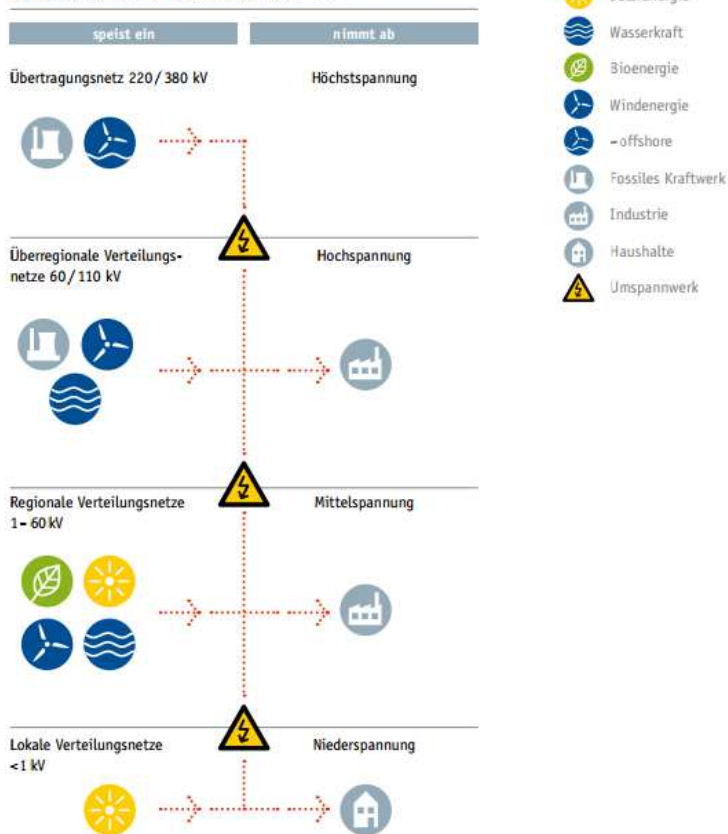 speist ein
nimmt ab
Übertragungsnetz 220 / 380 kV
Höchstspannung
Überregionale Verteilungs-
netze 60 / 110 kV
Hochspannung
Regionale Verteilungsnetze
1 – 60 kV
Mittelspannung
Lokale Verteilungsnetze
<1 kV
Niederspannung
Wasserkraft
Bioenergie
Windenergie
–offshore
Fossiles Kraftwerk
Industrie
Haushalte
Umspannwerk